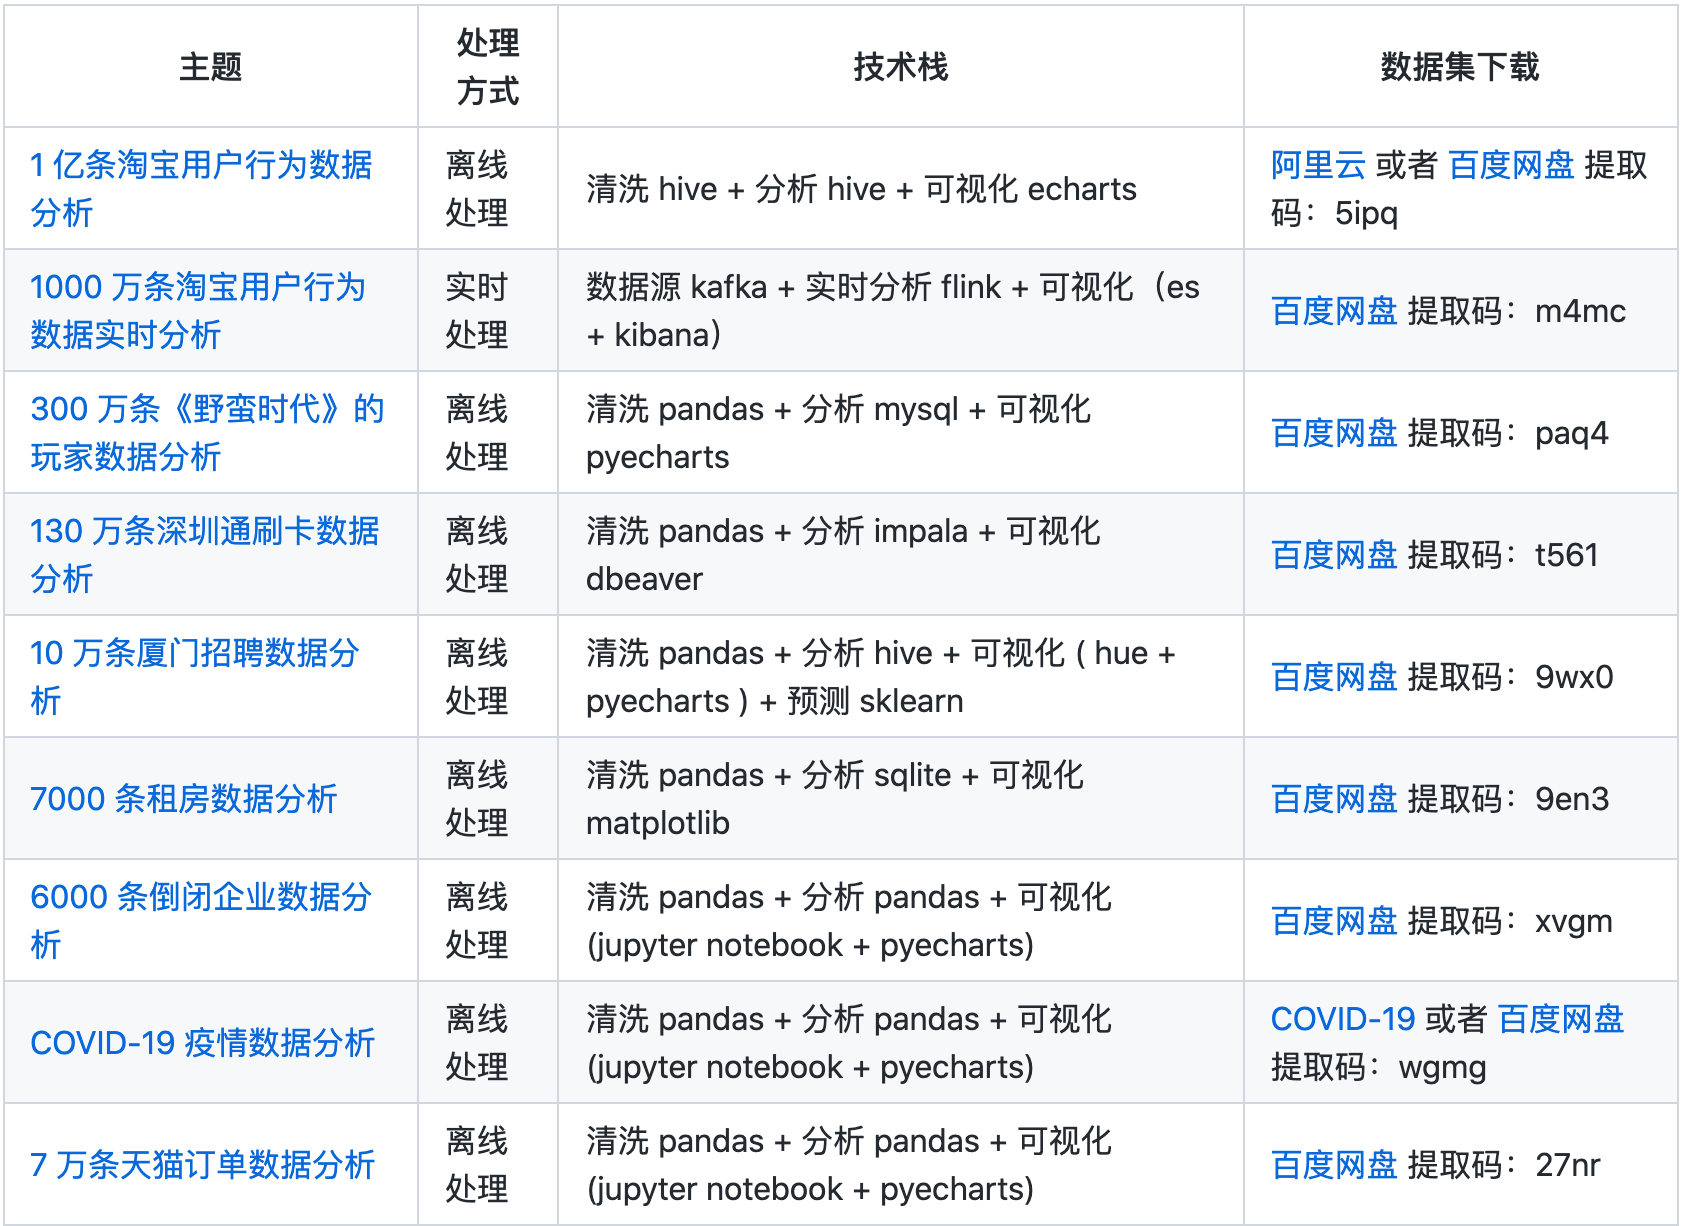 主题
处理
方式
技术栈
数据集下载
1 亿条淘宝用户行为数据
分析
离线
处理
清洗 hive + 分析 hive + 可视化 echarts
阿里云 或者 百度网盘 提取
码：5ipq
1000 万条淘宝用户行为
数据实时分析
实时
处理
数据源 kafka + 实时分析 flink + 可视化（es
+ kibana）
百度网盘 提取码：m4mc
300 万条《野蛮时代》的
玩家数据分析
离线
处理
清洗 pandas + 分析 mysql + 可视化
pyecharts
百度网盘 提取码：paq4
130 万条深圳通刷卡数据
分析
离线
处理
清洗 pandas + 分析 impala + 可视化
dbeaver
百度网盘 提取码：t561
10 万条厦门招聘数据分
析
离线
处理
清洗 pandas + 分析 hive + 可视化 ( hue +
pyecharts ) + 预测 sklearn
百度网盘 提取码：9wx0
7000 条租房数据分析
离线
处理
清洗 pandas + 分析 sqlite + 可视化
matplotlib
百度网盘 提取码：9en3
6000 条倒闭企业数据分
析
离线
处理
清洗 pandas + 分析 pandas + 可视化
(jupyter notebook + pyecharts)
百度网盘 提取码：xvgm
COVID-19 疫情数据分析
离线
处理
清洗 pandas + 分析 pandas + 可视化
(jupyter notebook + pyecharts)
COVID-19 或者 百度网盘
提取码：wgmg
7 万条天猫订单数据分析
离线
处理
清洗 pandas + 分析 pandas + 可视化
(jupyter notebook + pyecharts)
百度网盘 提取码：27nr